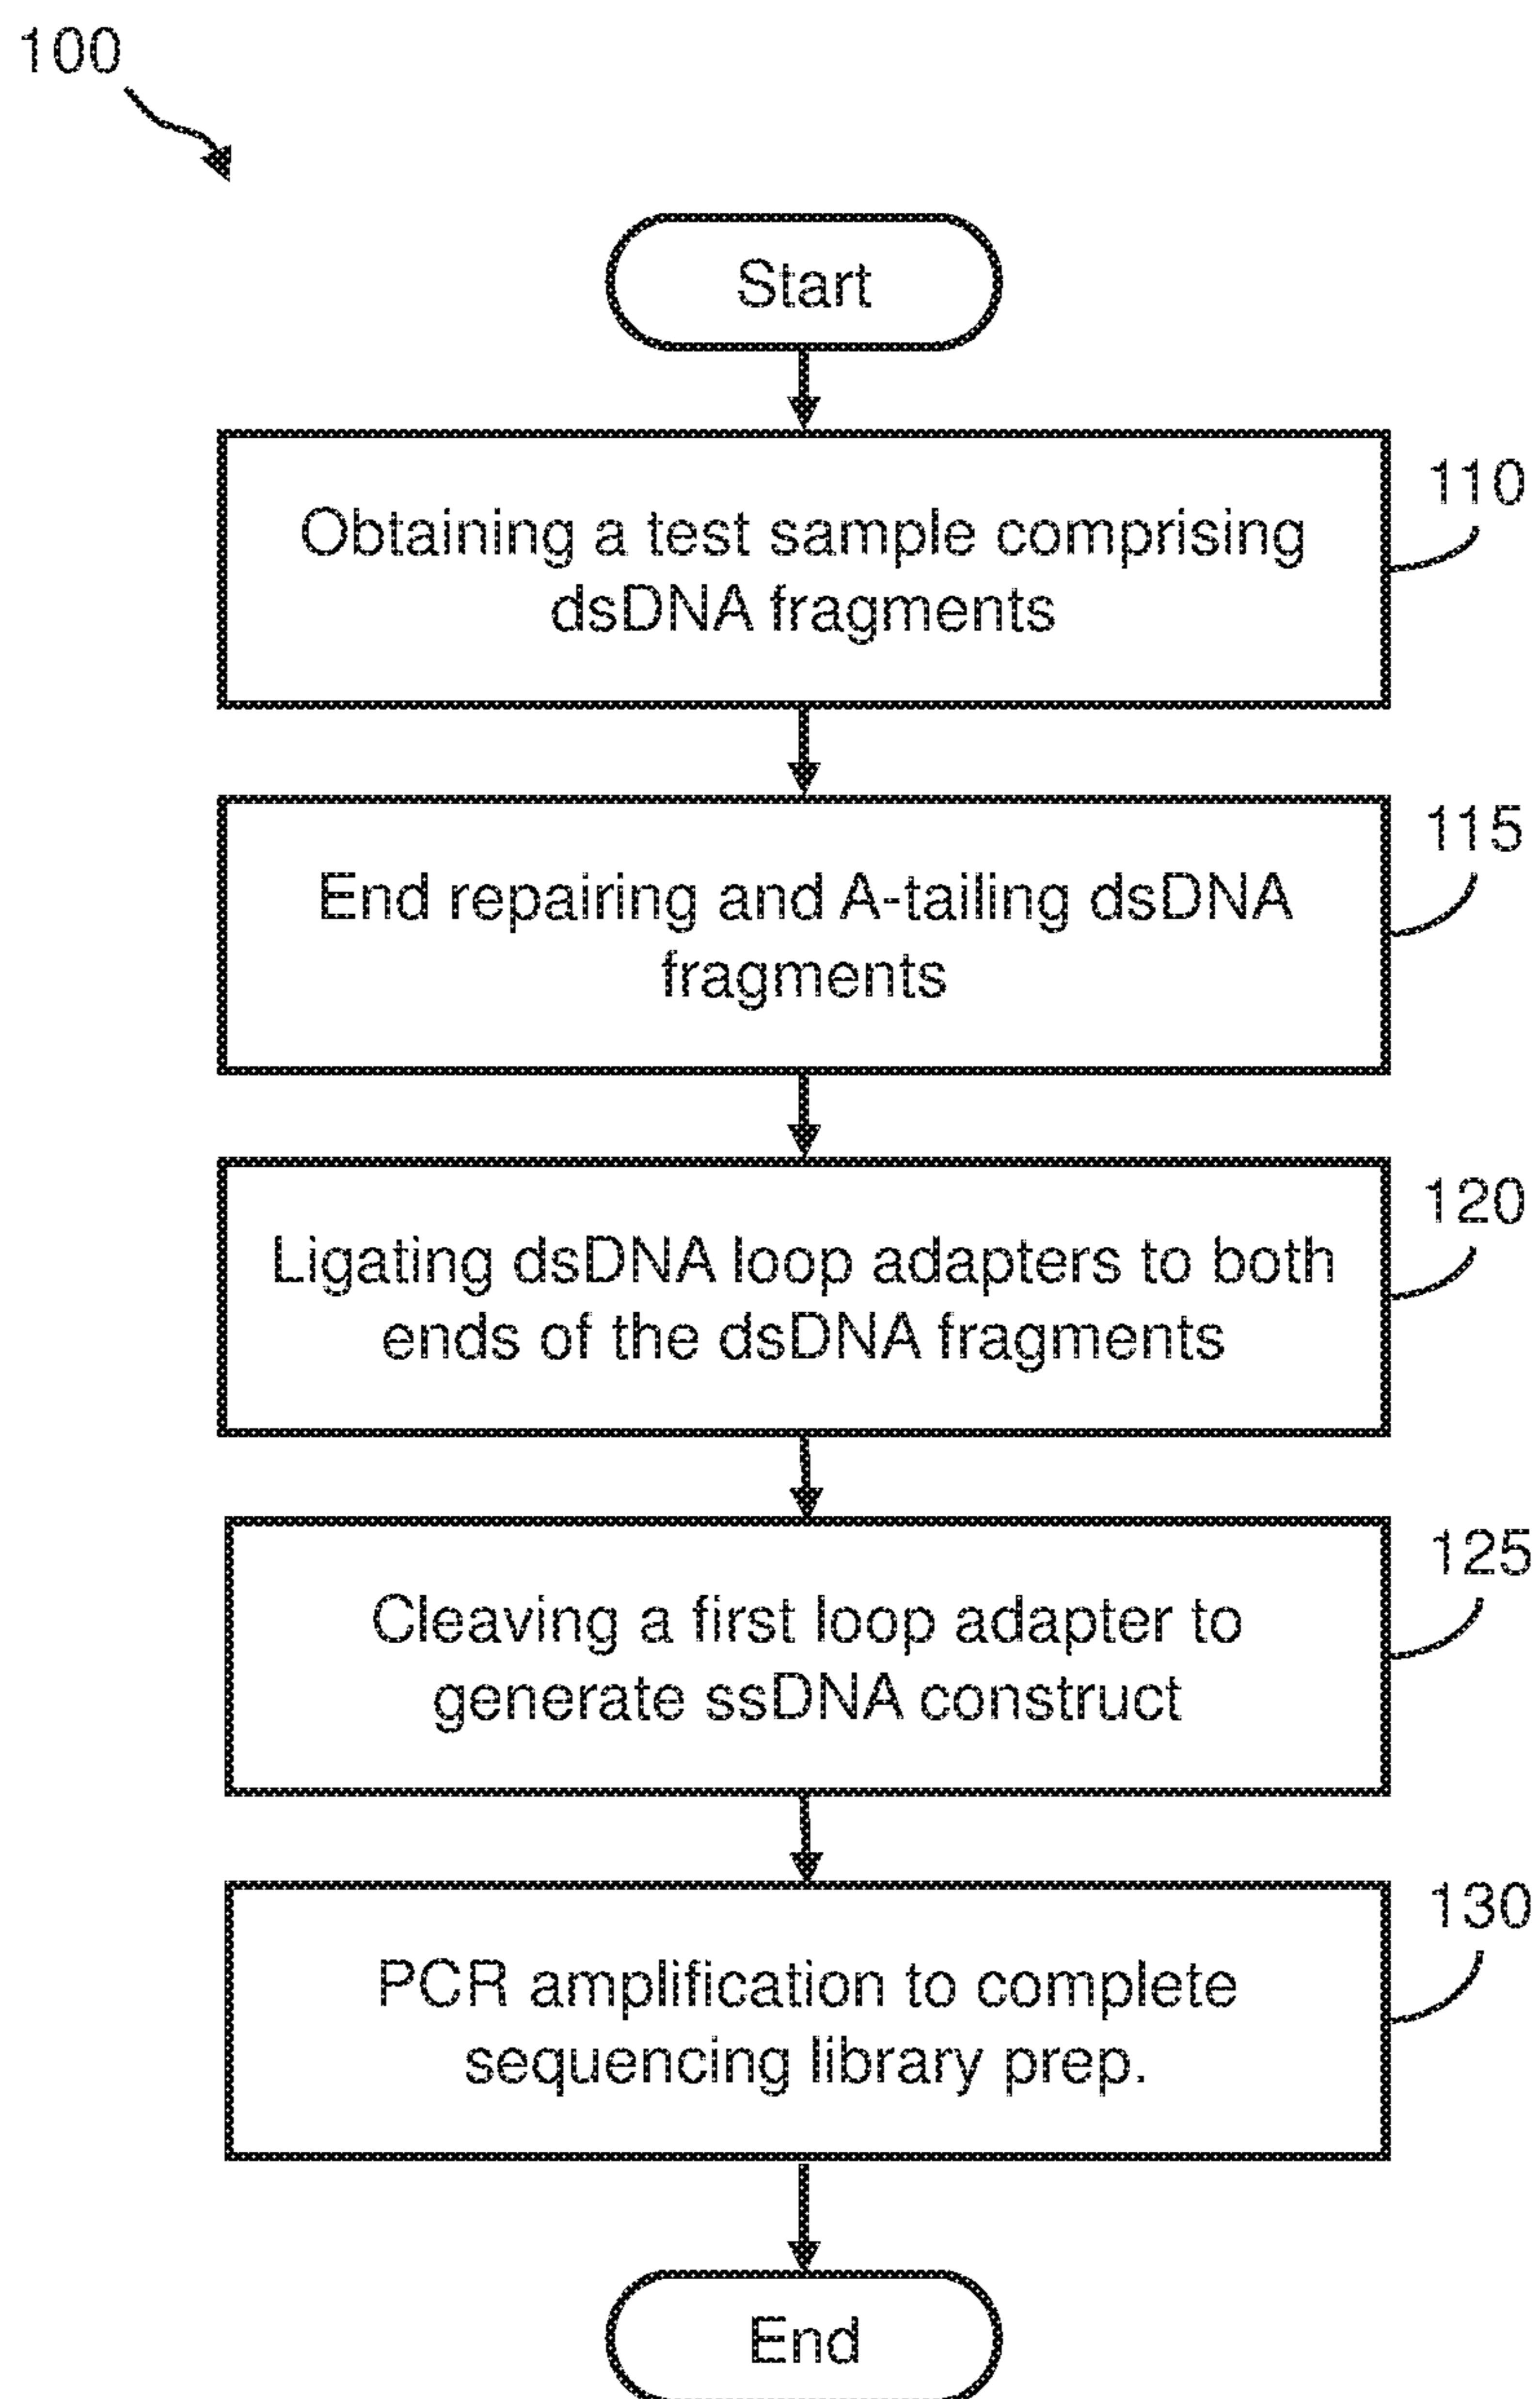 100
Start
Obtaining a test sample comprising
dsDNA fragments
110
End repairing and A-tailing dsDNA
fragments
115
Ligating dsDNA loop adapters to both
ends of the dsDNA fragments
120
Cleaving a first loop adapter to
generate ssDNA construct
125
PCR amplification to complete
sequencing library prep.
130
End